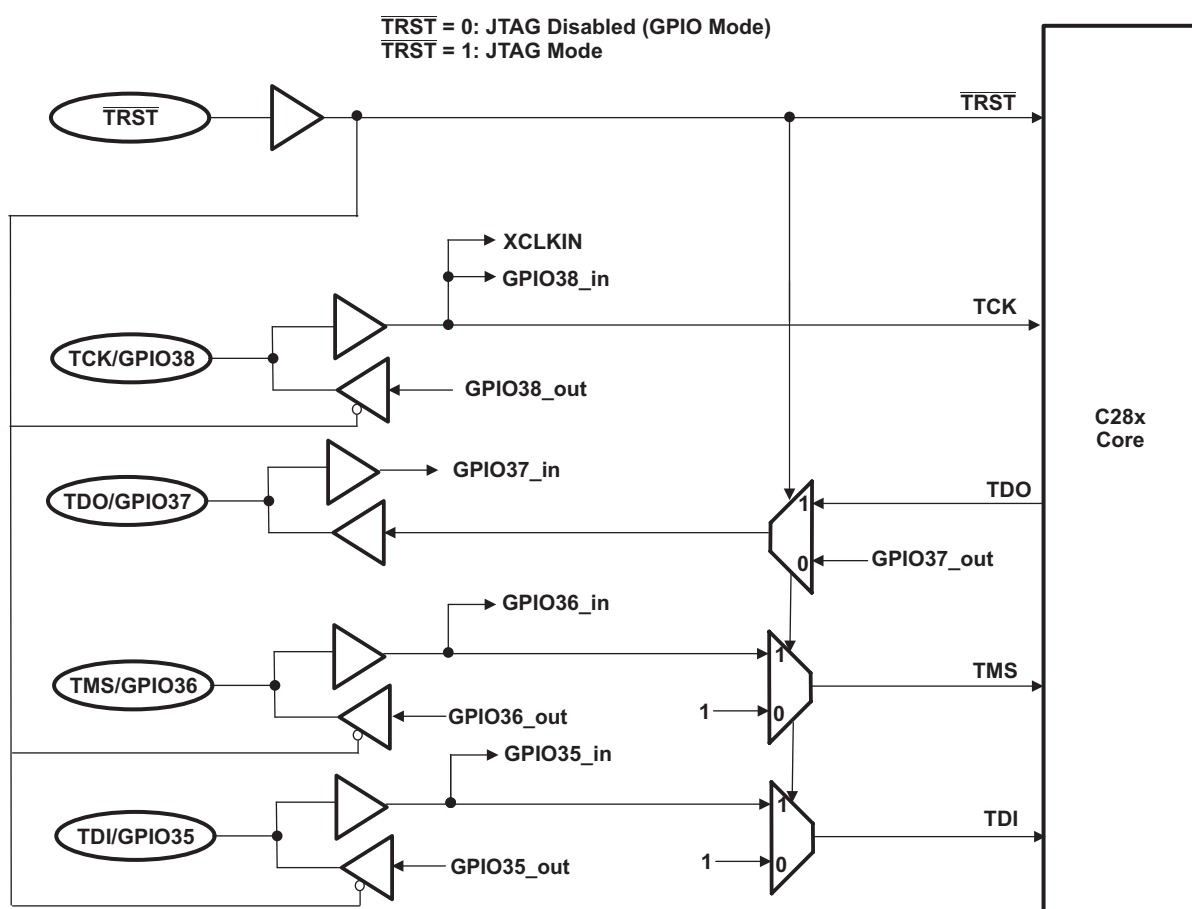 TRST = 0: JTAG Disabled (GPIO Mode)
TRST = 1: JTAG Mode
TRST
TRST
XCLKIN
GPIO38_in
TCK
TCK/GPIO38
GPIO38_out
C28x
Core
GPIO37_in
TDO/GPIO37
1
TDO
0
GPIO37_out
GPIO36_in
1
TMS/GPIO36
TMS
GPIO36_out
1
0
GPIO35_in
1
TDI/GPIO35
TDI
GPIO35_out
1
0